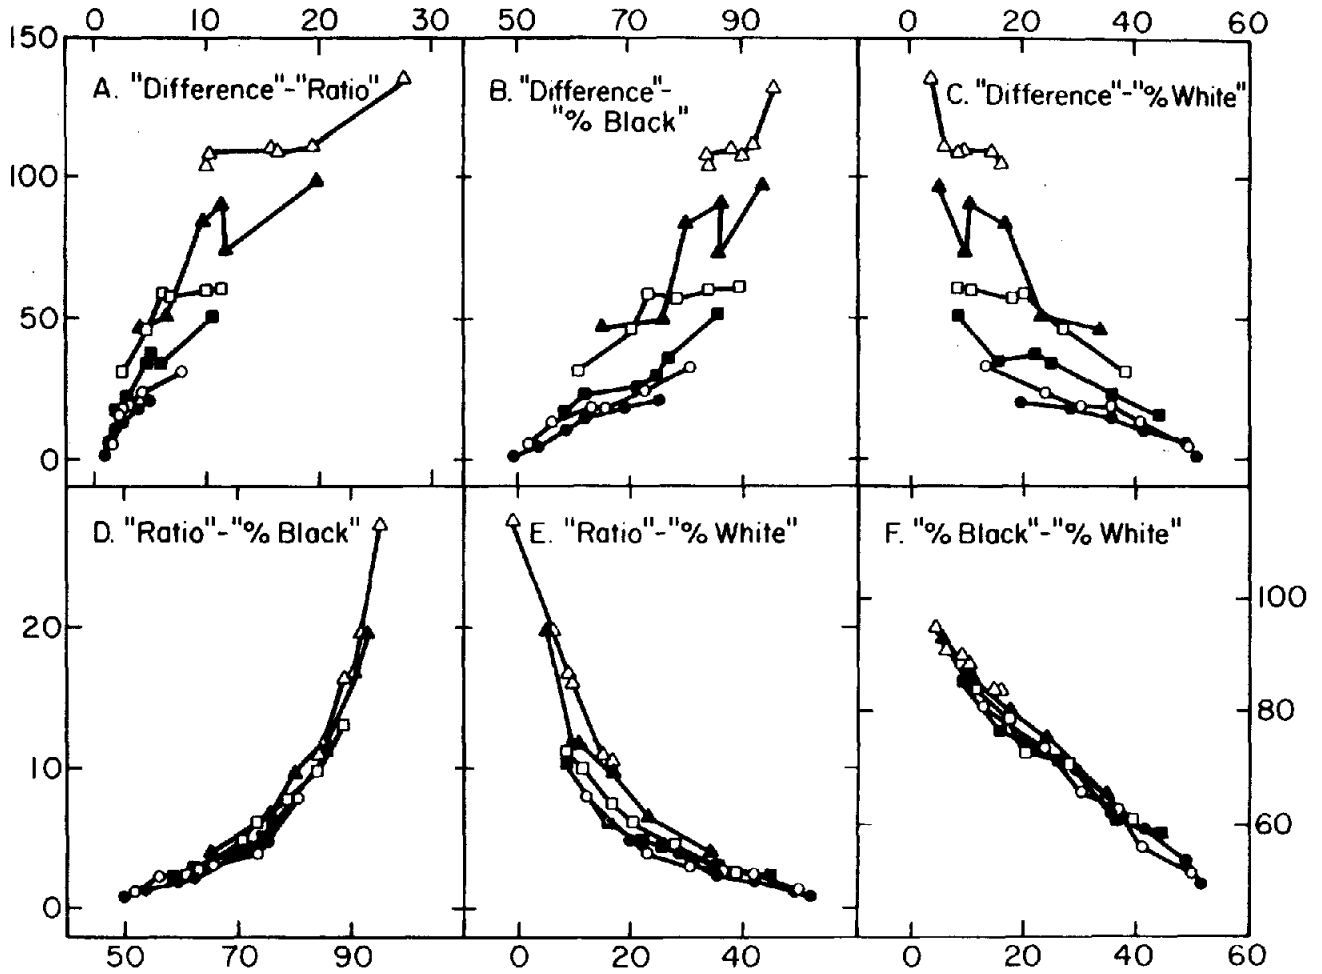 0 10 20 30 50 70 90 0 20 40 60
150
A. "Difference"-"Ratio"
B. "Difference"-
"% Black"
C. "Difference"-"% White"
100
50
0
D. "Ratio"-"% Black"
E. "Ratio"-"% White"
F. "% Black"-"% White"
100
20
80
10
60
0
50 70 90 0 20 40 0 20 40 60